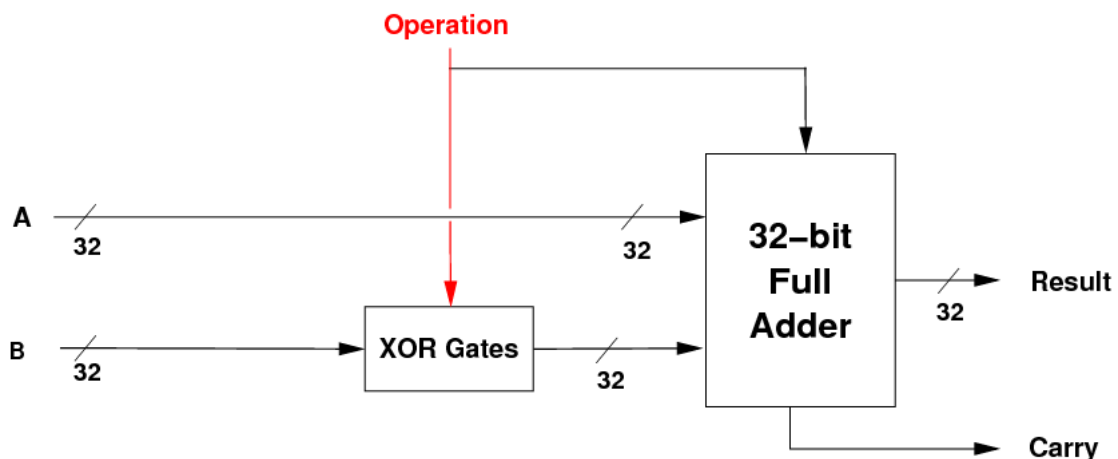 Operation
A
32
32
32–bit
Full
Adder
32
Result
B
32
XOR Gates
32
Carry